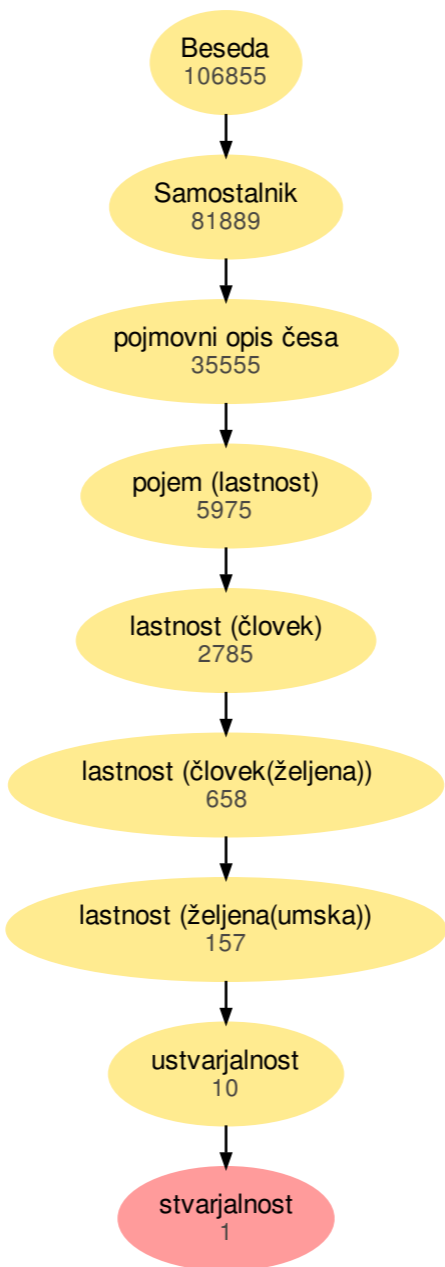 Beseda
106855
Samostalnik
81889
pojmovni opis česa
35555
pojem (lastnost)
5975
lastnost (človek)
2785
lastnost (človek(željena))
658
lastnost (željena(umska))
157
ustvarjalnost
10
stvarjalnost
1